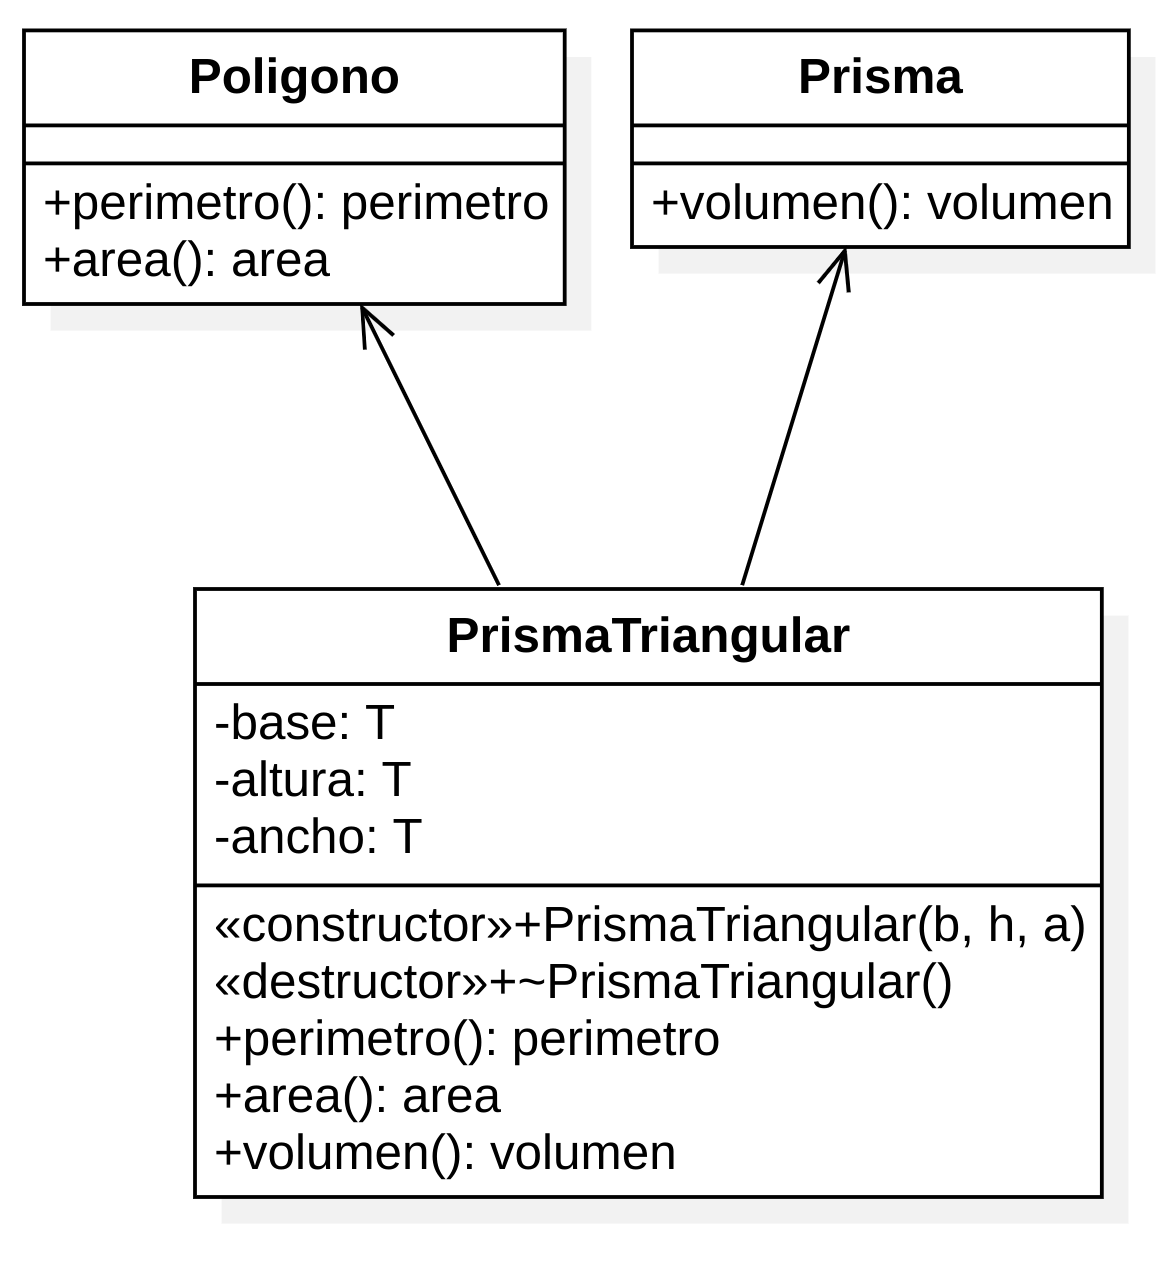 Poligono
+perimetro(): perimetro
+area(): area
Prisma
+volumen(): volumen
PrismaTriangular
-base: T
-altura: T
-ancho: T
«constructor»+PrismaTriangular(b, h, a)
«destructor»+~PrismaTriangular()
+perimetro(): perimetro
+area(): area
+volumen(): volumen